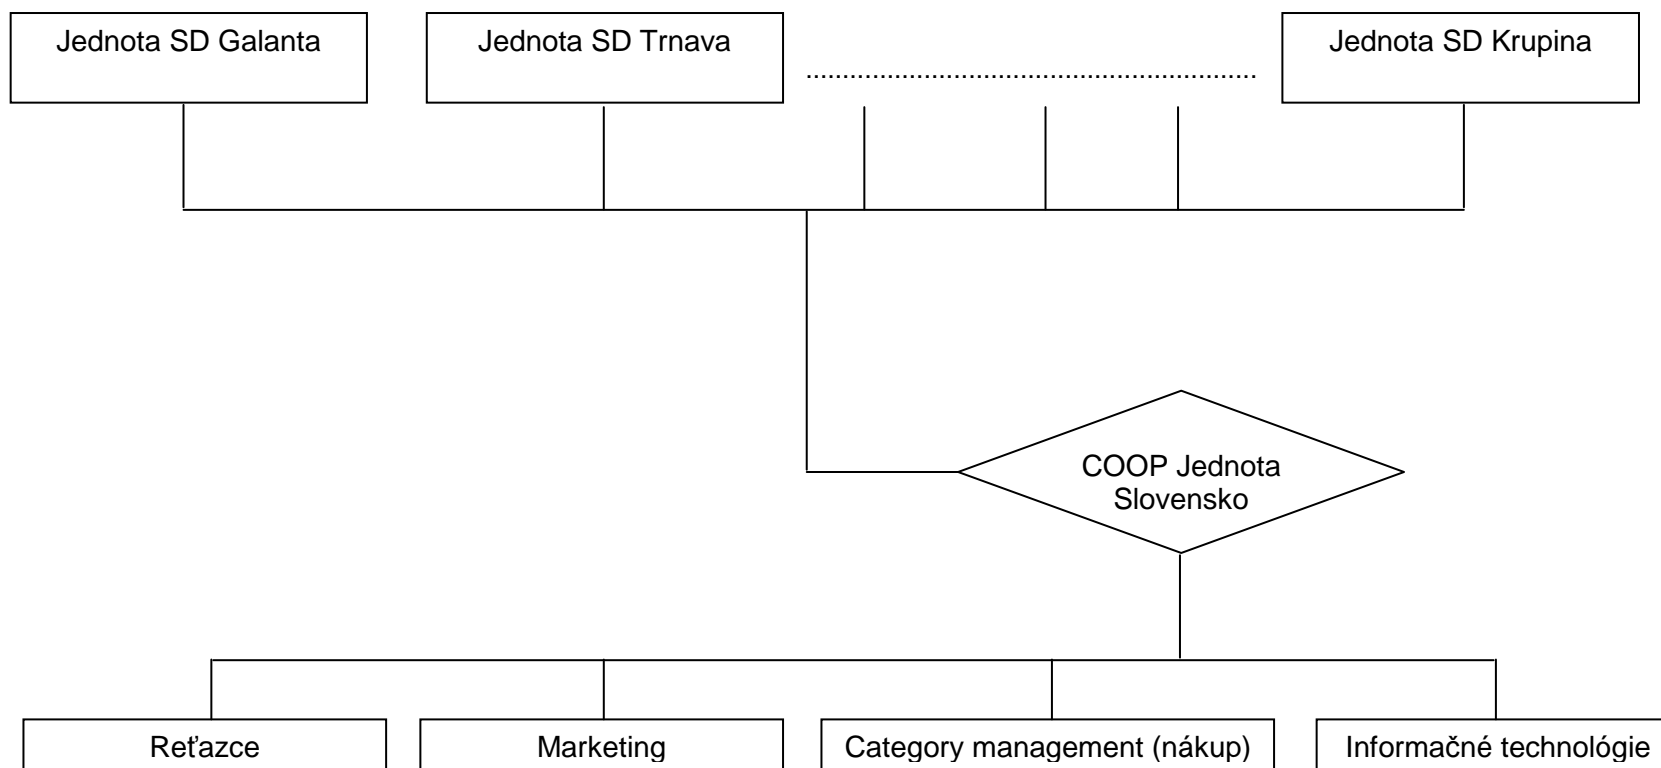 Jednota SD Galanta
Jednota SD Trnava
..............................................................
Jednota SD Krupina
COOP Jednota
Slovensko
Reťazce
Marketing
Category management (nákup)
Informačné technológie